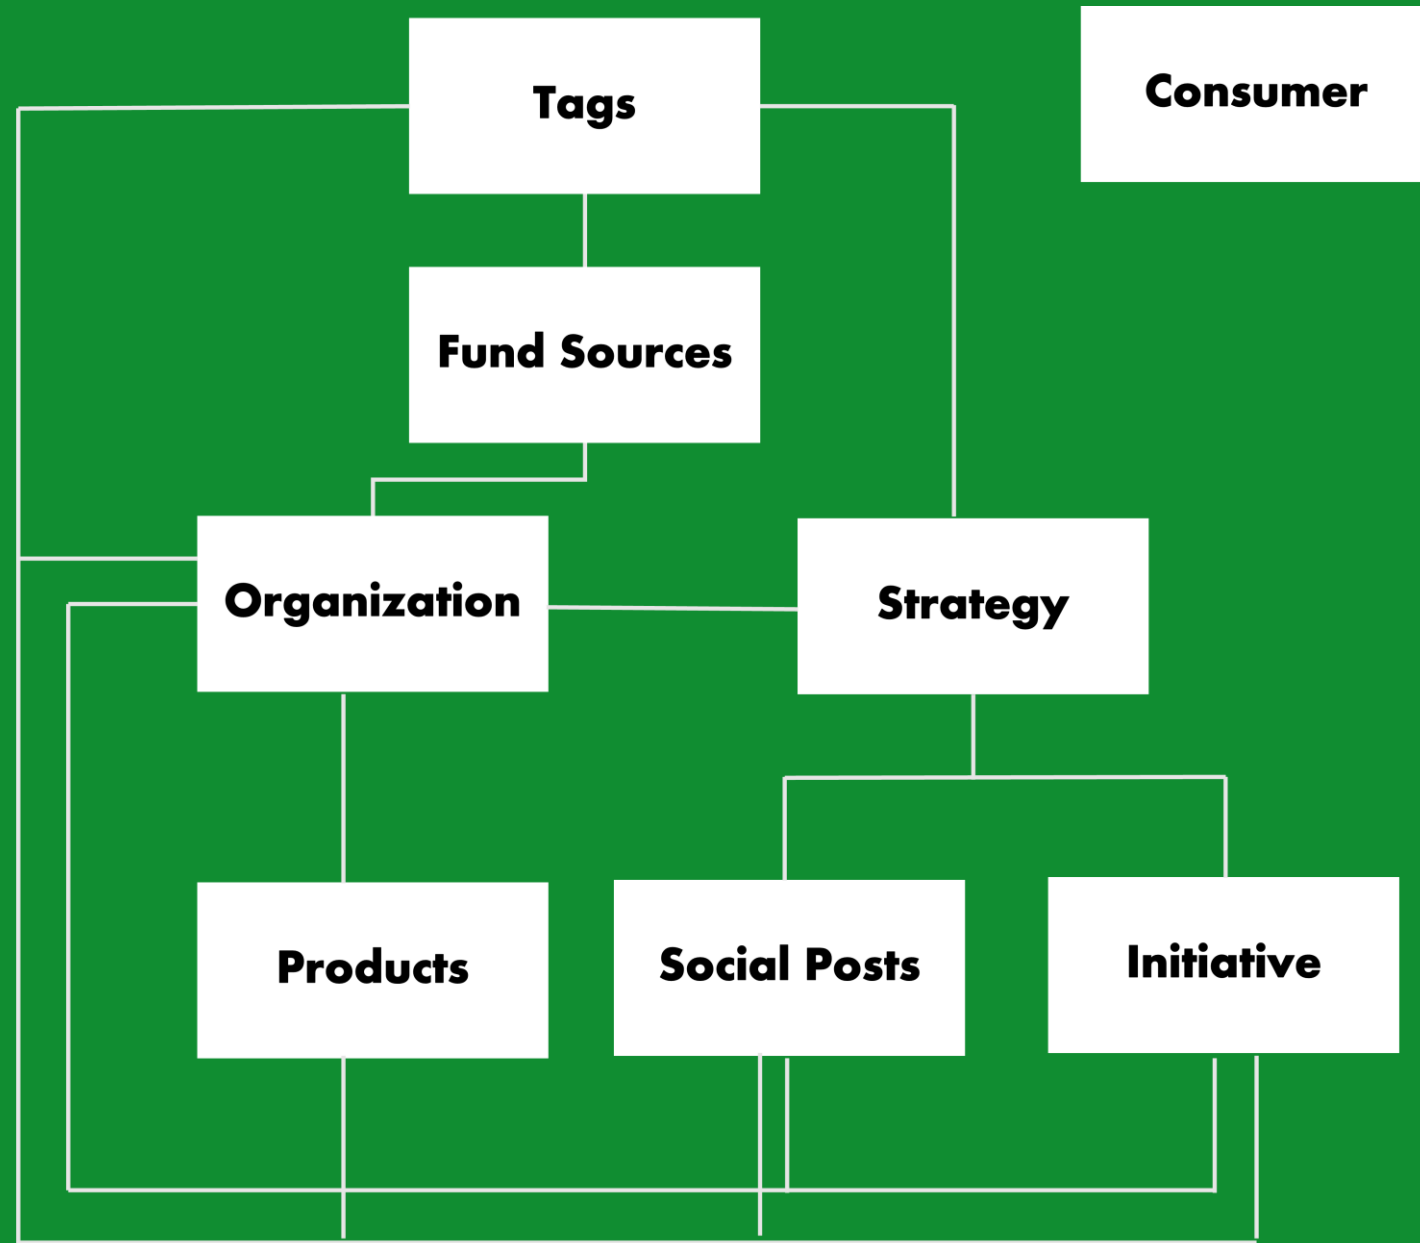 Tags
Consumer
Fund Sources
Organization
Strategy
Products
Social Posts
Initiative